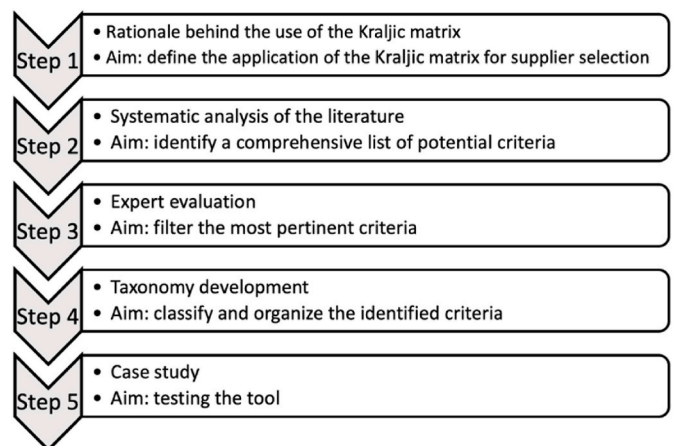 Step 1
• Rationale behind the use of the Kraljic matrix
• Aim: define the application of the Kraljic matrix for supplier selection
Step 2
• Systematic analysis of the literature
• Aim: identify a comprehensive list of potential criteria
Step 3
• Expert evaluation
• Aim: filter the most pertinent criteria
Step 4
• Taxonomy development
• Aim: classify and organize the identified criteria
Step 5
• Case study
• Aim: testing the tool